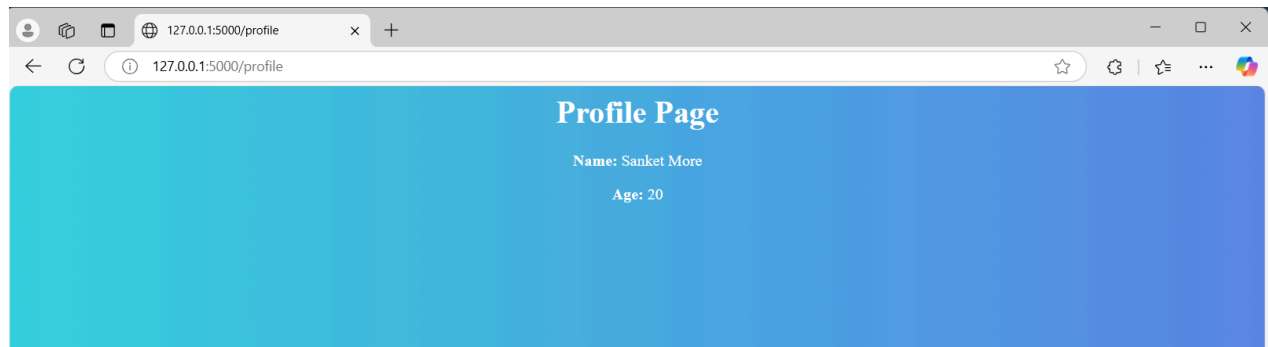 127.0.0.1:5000/profile
127.0.0.1:5000/profile
Profile Page
Name: Sanket More
Age: 20